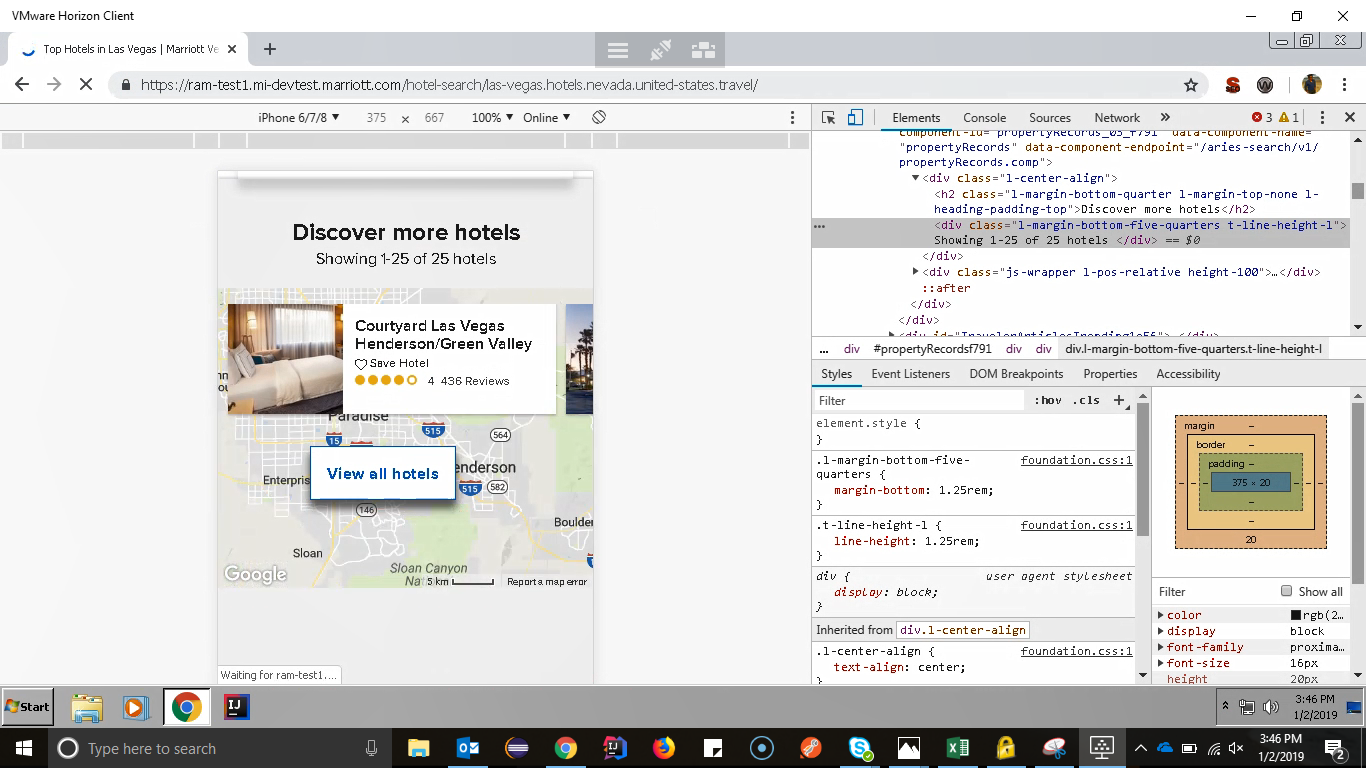 VMware Horizon Client
Top Hotels in Las Vegas | Marriott Ve
https://ram-test1.mi-devtest.marriott.com/hotel-search/las-vegas.hotels.nevada.united-states.travel/
iPhone 6/7/8 ▼ 375 × 667 100% ▼ Online ▼
Discover more hotels
Showing 1-25 of 25 hotels
Courtyard Las Vegas
Henderson/Green Valley
Save Hotel
4 436 Reviews
Paradise
515
564
15
View all hotels
enderson
Enterpris
515
582
146
Boulder
Sloan
Sloan Canyon
Google
5 km
Report a map error
Waiting for ram-test1....
Elements Console Sources Network » 3 1
component-id="propertyRecords_05_f791" data-component-name=
"propertyRecords" data-component-endpoint="/aries-search/v1/
propertyRecords.comp">
<div class="l-center-align">
<h2 class="l-margin-bottom-quarter l-margin-top-none l-
heading-padding-top">Discover more hotels</h2>
... <div class="l-margin-bottom-five-quarters t-line-height-l">
Showing 1-25 of 25 hotels </div> == $0
</div>
<div class="js-wrapper l-pos-relative height-100">…</div>
::after
</div>
</div>
... div #propertyRecordsf791 div div div.l-margin-bottom-five-quarters.t-line-height-l
Styles Event Listeners DOM Breakpoints Properties Accessibility
Filter :hov .cls +
element.style {
}
.l-margin-bottom-five- foundation.css:1
quarters {
margin-bottom: 1.25rem;
}
.t-line-height-l { foundation.css:1
line-height: 1.25rem;
}
div { user agent stylesheet
display: block;
}
Inherited from div.l-center-align
.l-center-align { foundation.css:1
text-align: center;
}
margin –
border –
padding –
– – – 375 × 20 – – –
–
–
20
Filter Show all
color rgb(2…
display block
font-family proxima…
font-size 16px
height 20px
Start
3:46 PM
1/2/2019
Type here to search
3:46 PM
1/2/2019
2